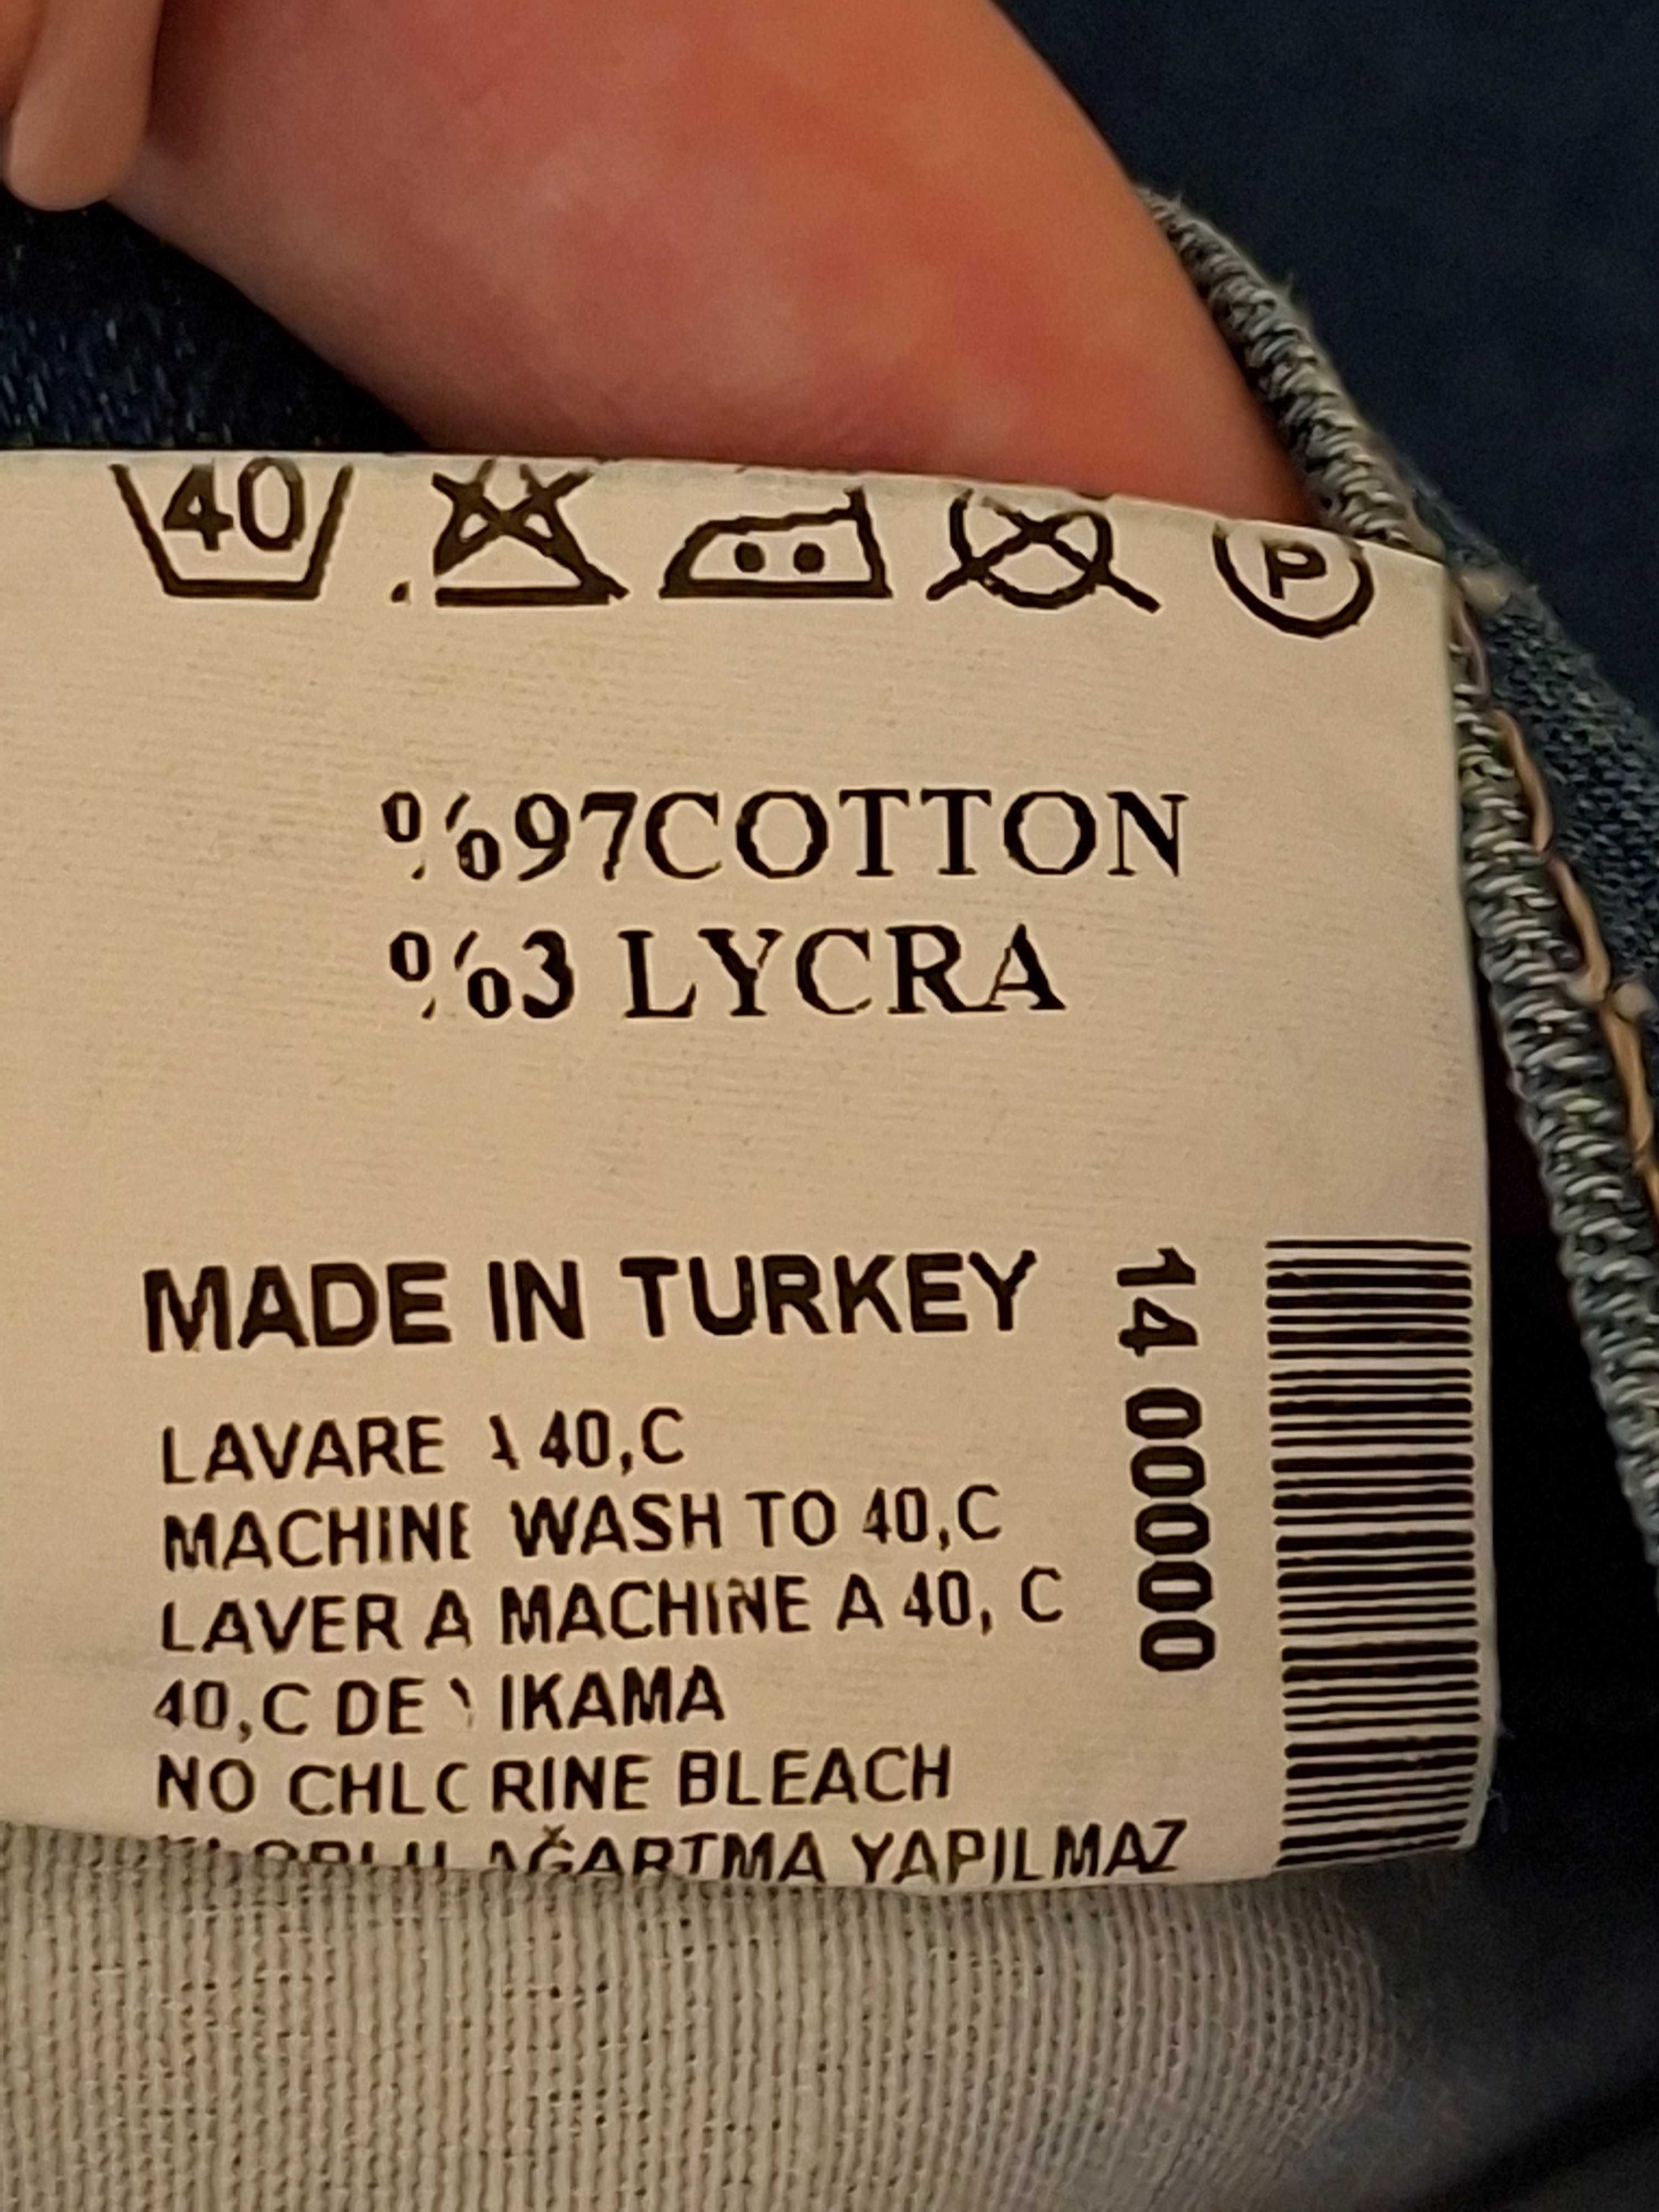 40
P
%97COTTON
%3 LYCRA
MADE IN TURKEY
14 00000
LAVARE A 40,C
MACHINE WASH TO 40,C
LAVER A MACHINE A 40, C
40,C DE YIKAMA
NO CHLORINE BLEACH
KLORLU AĞARTMA YAPILMAZ